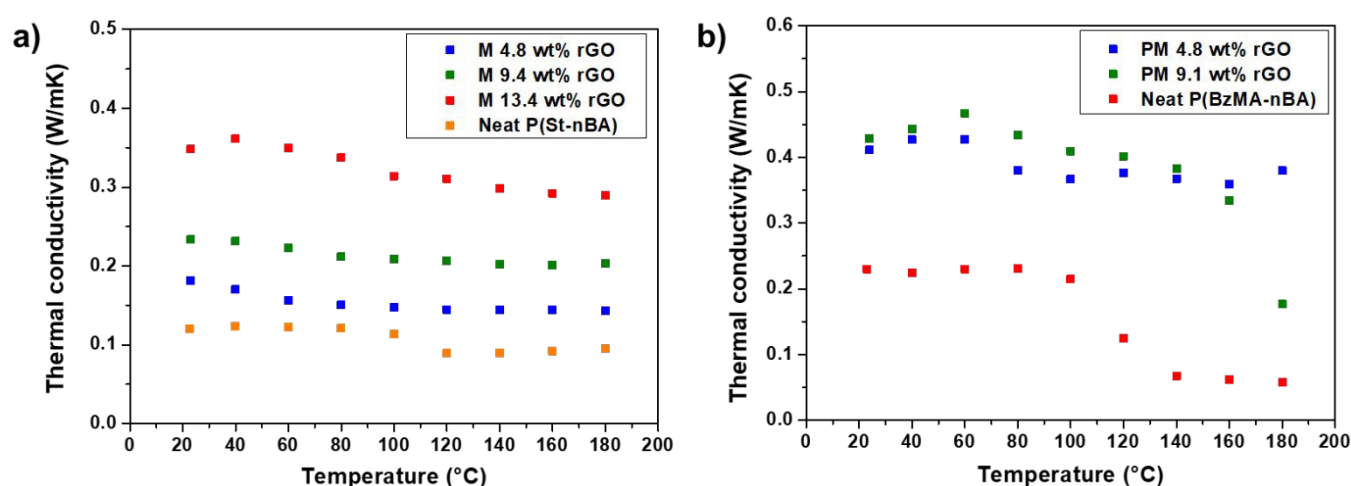 a)
Thermal conductivity (W/mK)
0.5
0.4
0.3
0.2
0.1
0.0
M 4.8 wt% rGO
M 9.4 wt% rGO
M 13.4 wt% rGO
Neat P(St-nBA)
0 20 40 60 80 100 120 140 160 180 200
Temperature (°C)
b)
Thermal conductivity (W/mK)
0.6
0.5
0.4
0.3
0.2
0.1
0.0
PM 4.8 wt% rGO
PM 9.1 wt% rGO
Neat P(BzMA-nBA)
0 20 40 60 80 100 120 140 160 180 200
Temperature (°C)